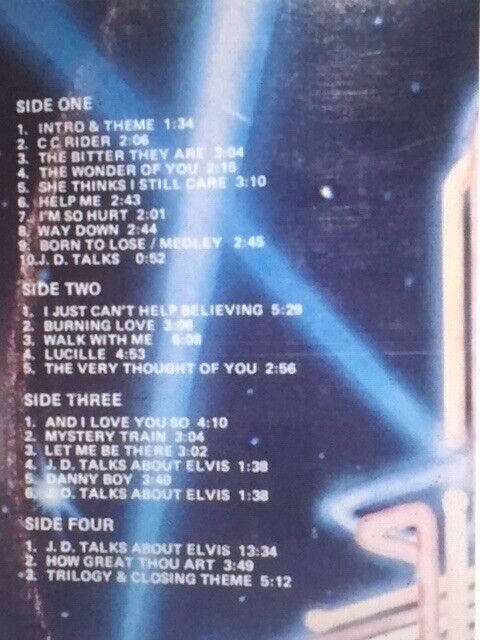 SIDE ONE
1. INTRO & THEME 1:34
2. C C RIDER 2:06
3. THE BITTER THEY ARE 3:04
4. THE WONDER OF YOU 2:15
5. SHE THINKS I STILL CARE 3:10
6. HELP ME 2:43
7. I'M SO HURT 2:01
8. WAY DOWN 2:44
9. BORN TO LOSE / MEDLEY 2:45
10. J. D. TALKS 0:52
SIDE TWO
1. I JUST CAN'T HELP BELIEVING 5:29
2. BURNING LOVE 3:06
3. WALK WITH ME 6:08
4. LUCILLE 4:53
5. THE VERY THOUGHT OF YOU 2:56
SIDE THREE
1. AND I LOVE YOU SO 4:10
2. MYSTERY TRAIN 3:04
3. LET ME BE THERE 3:02
4. J. D. TALKS ABOUT ELVIS 1:38
5. DANNY BOY 3:40
6. J. D. TALKS ABOUT ELVIS 1:38
SIDE FOUR
1. J. D. TALKS ABOUT ELVIS 13:34
2. HOW GREAT THOU ART 3:49
3. TRILOGY & CLOSING THEME 5:12